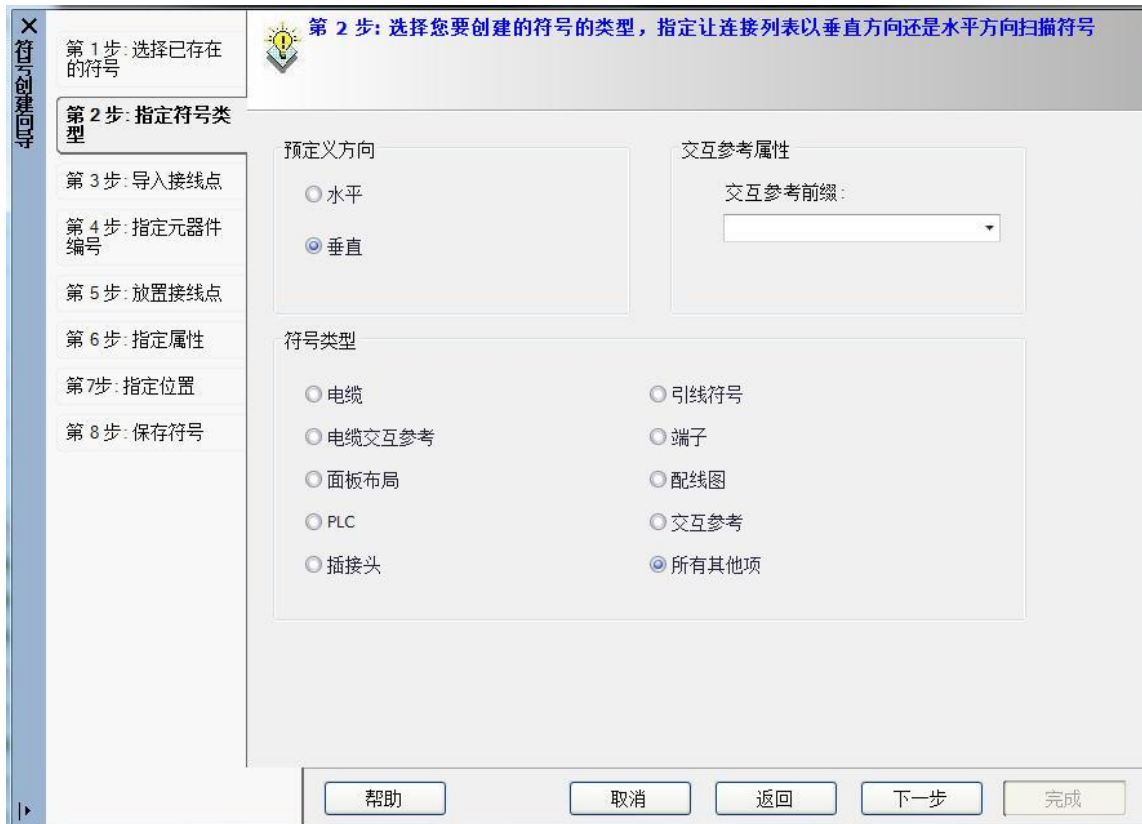 符号创建向导
第 1 步: 选择已存在
的符号
第 2 步: 指定符号类
型
第 3 步: 导入接线点
第 4 步: 指定元器件
编号
第 5 步: 放置接线点
第 6 步: 指定属性
第7步: 指定位置
第 8 步: 保存符号
第 2 步: 选择您要创建的符号的类型，指定让连接列表以垂直方向还是水平方向扫描符号
预定义方向
水平
垂直
交互参考属性
交互参考前缀:
符号类型
电缆
电缆交互参考
面板布局
PLC
插接头
引线符号
端子
配线图
交互参考
所有其他项
帮助
取消
返回
下一步
完成